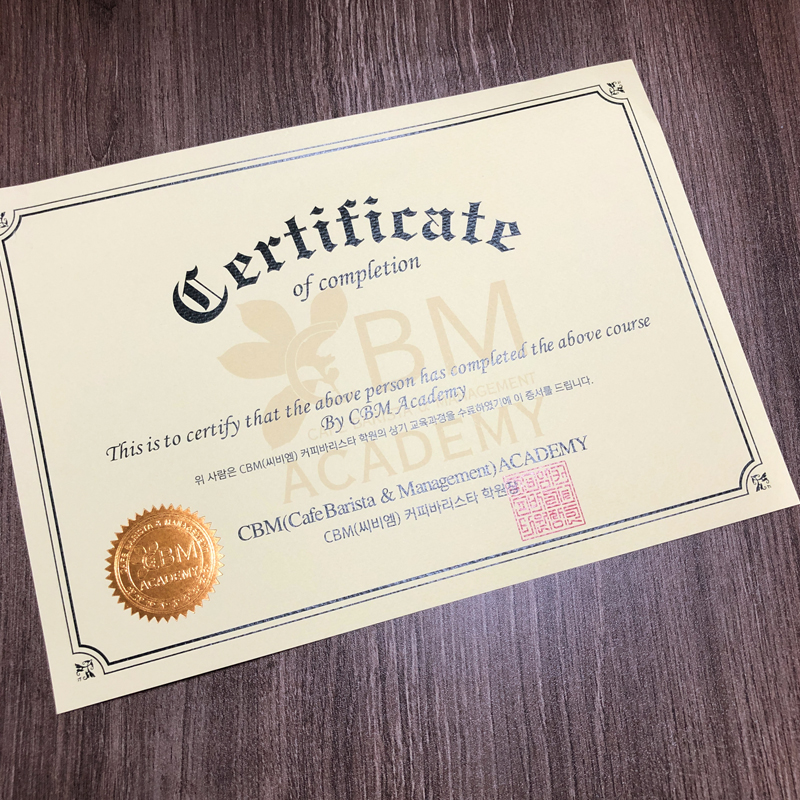 Certificate
of completion
This is to certify that the above person has completed the above course
By CBM Academy
위 사람은 CBM(씨비엠) 커피바리스타 학원의 상기 교육과정을 수료하였기에 이 증서를 드립니다.
CBM(Cafe Barista & Management) ACADEMY
CBM(씨비엠) 커피바리스타 학원장
CBM
MANAGEMENT
ACADEMY
CBM
ACADEMY